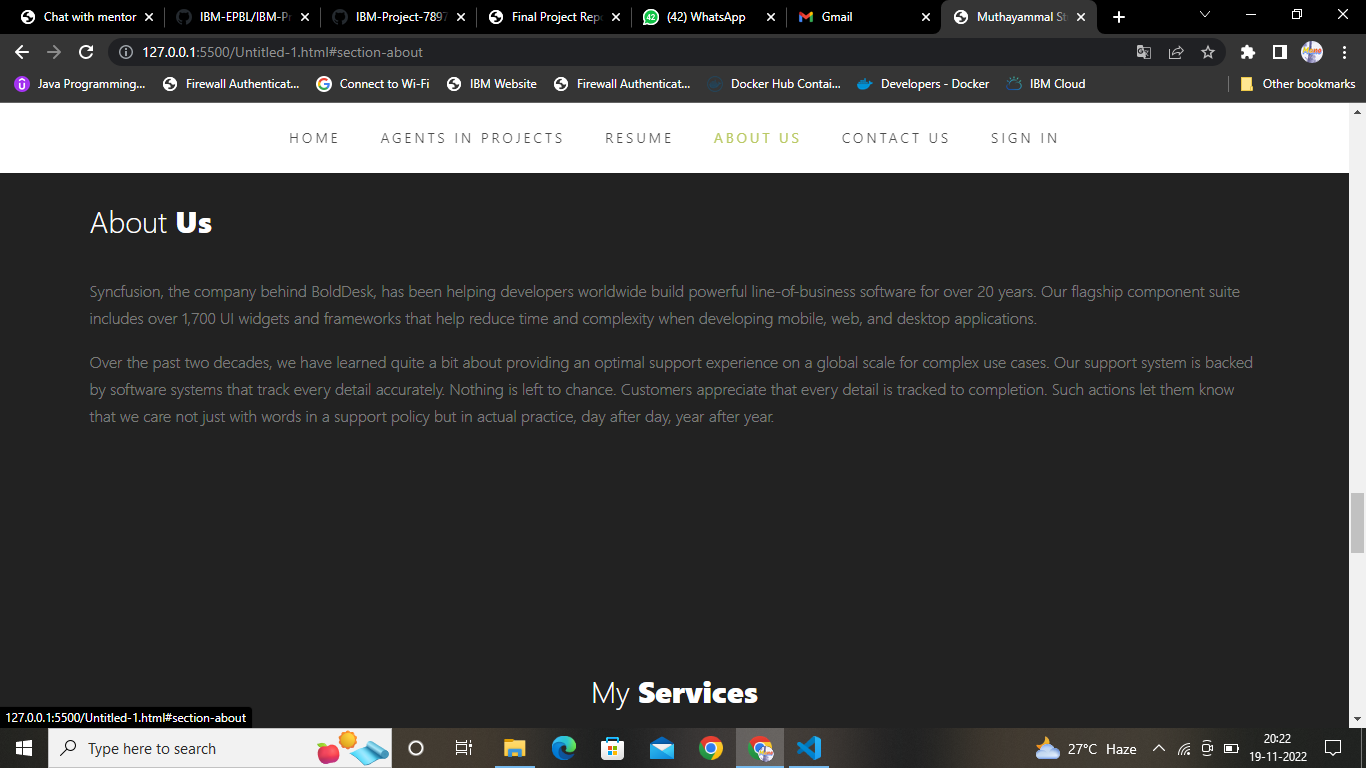 Chat with mentor
IBM-EPBL/IBM-Pr
IBM-Project-7897
Final Project Repo
(42) WhatsApp
Gmail
Muthayammal St
127.0.0.1:5500/Untitled-1.html#section-about
Java Programming...
Firewall Authenticat...
Connect to Wi-Fi
IBM Website
Firewall Authenticat...
Docker Hub Contai...
Developers - Docker
IBM Cloud
Other bookmarks
HOME
AGENTS IN PROJECTS
RESUME
ABOUT US
CONTACT US
SIGN IN
About Us
Syncfusion, the company behind BoldDesk, has been helping developers worldwide build powerful line-of-business software for over 20 years. Our flagship component suite
includes over 1,700 UI widgets and frameworks that help reduce time and complexity when developing mobile, web, and desktop applications.
Over the past two decades, we have learned quite a bit about providing an optimal support experience on a global scale for complex use cases. Our support system is backed
by software systems that track every detail accurately. Nothing is left to chance. Customers appreciate that every detail is tracked to completion. Such actions let them know
that we care not just with words in a support policy but in actual practice, day after day, year after year.
My Services
127.0.0.1:5500/Untitled-1.html#section-about
Type here to search
27°C Haze
20:22
19-11-2022